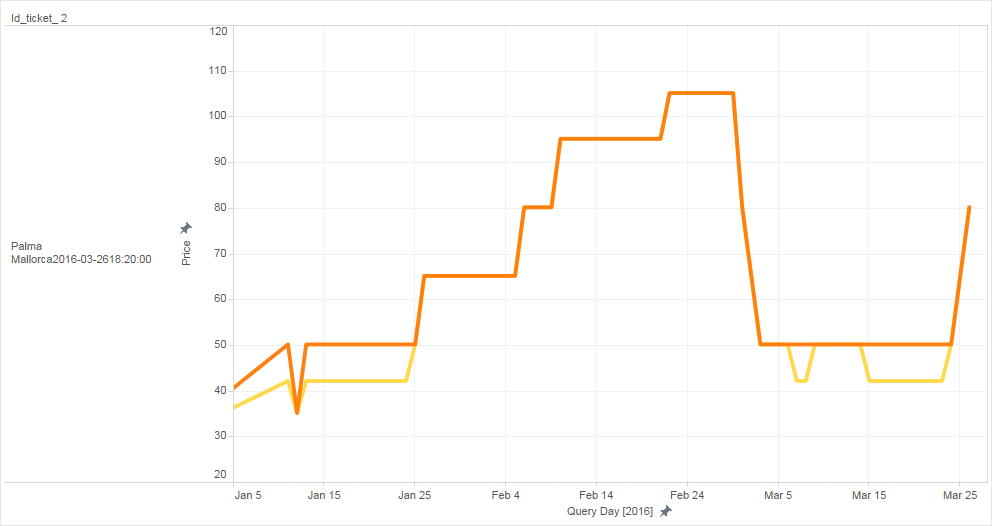 Id_ticket_ 2
120
110
100
90
80
70
60
50
40
30
20
Price
Palma
Mallorca2016-03-2618:20:00
Jan 5
Jan 15
Jan 25
Feb 4
Feb 14
Feb 24
Mar 5
Mar 15
Mar 25
Query Day [2016]